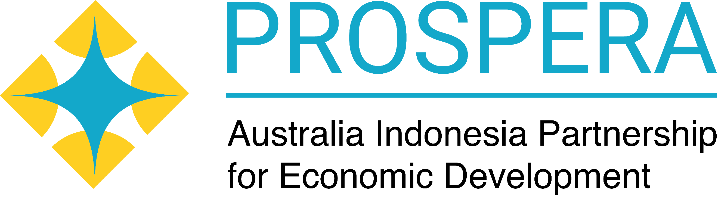 PROSPERA
Australia Indonesia Partnership
for Economic Development